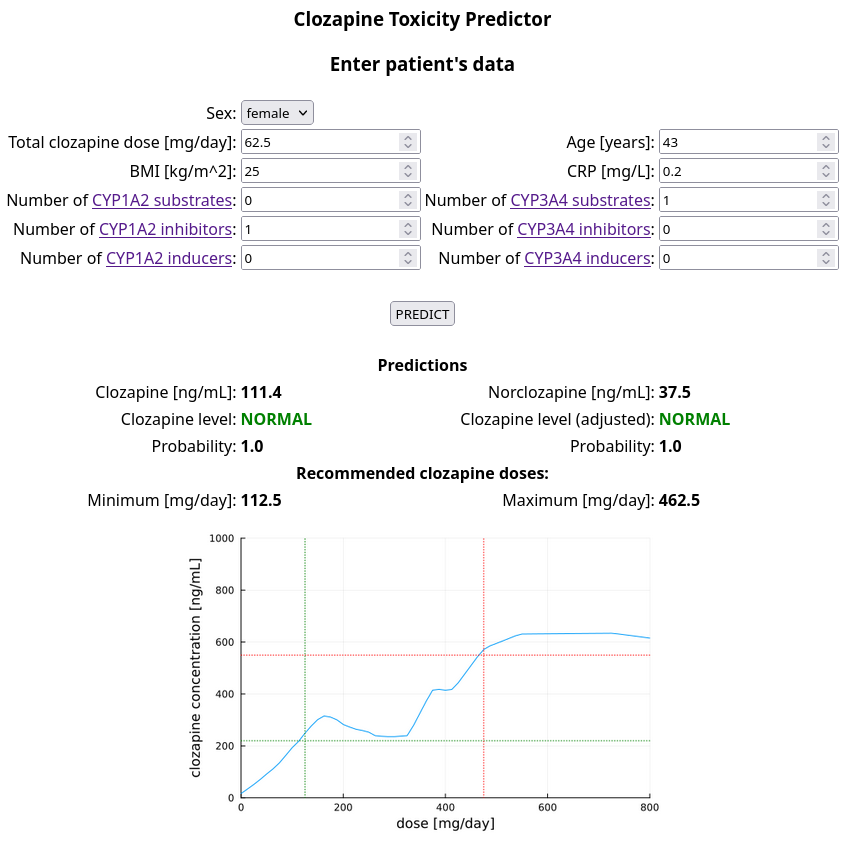 Clozapine Toxicity Predictor
Enter patient's data
Sex: female
Total clozapine dose [mg/day]: 62.5 Age [years]: 43
BMI [kg/m^2]: 25 CRP [mg/L]: 0.2
Number of CYP1A2 substrates: 0 Number of CYP3A4 substrates: 1
Number of CYP1A2 inhibitors: 1 Number of CYP3A4 inhibitors: 0
Number of CYP1A2 inducers: 0 Number of CYP3A4 inducers: 0
PREDICT
Predictions
Clozapine [ng/mL]: 111.4 Norclozapine [ng/mL]: 37.5
Clozapine level: NORMAL Clozapine level (adjusted): NORMAL
Probability: 1.0 Probability: 1.0
Recommended clozapine doses:
Minimum [mg/day]: 112.5 Maximum [mg/day]: 462.5
1000
800
600
400
200
0
clozapine concentration [ng/mL]
0 200 400 600 800
dose [mg/day]